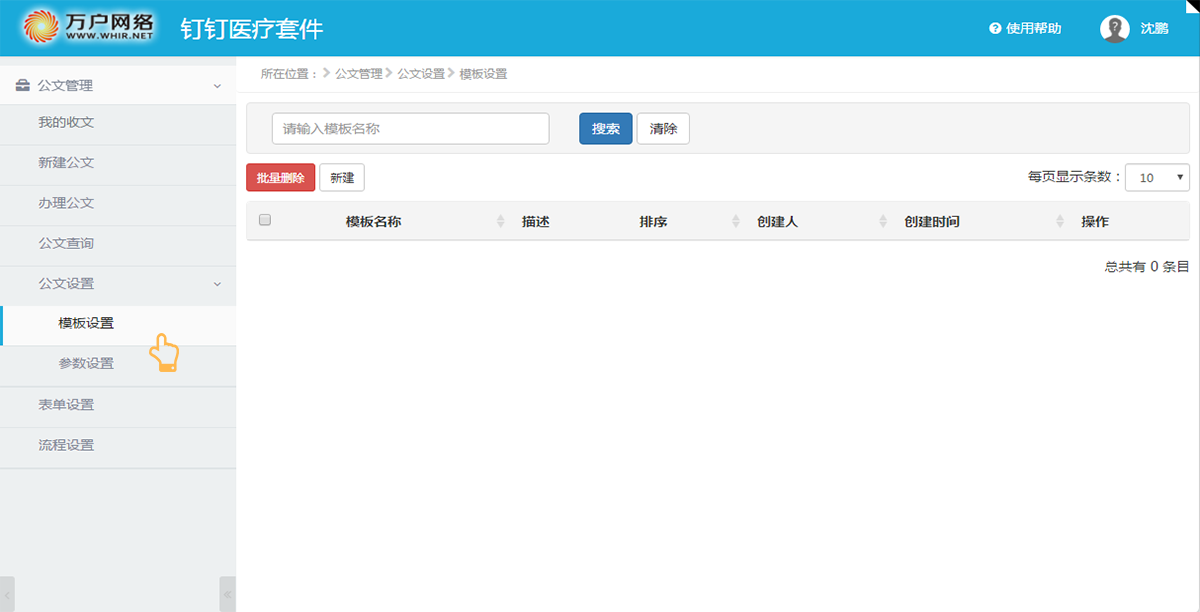 万户网络
WWW.WHIR.NET
钉钉医疗套件
使用帮助
沈鹏
公文管理
我的收文
新建公文
办理公文
公文查询
公文设置
模板设置
参数设置
表单设置
流程设置
所在位置： 公文管理 公文设置 模板设置
请输入模板名称 搜索 清除
批量删除 新建 每页显示条数： 10
模板名称 描述 排序 创建人 创建时间 操作
总共有 0 条目